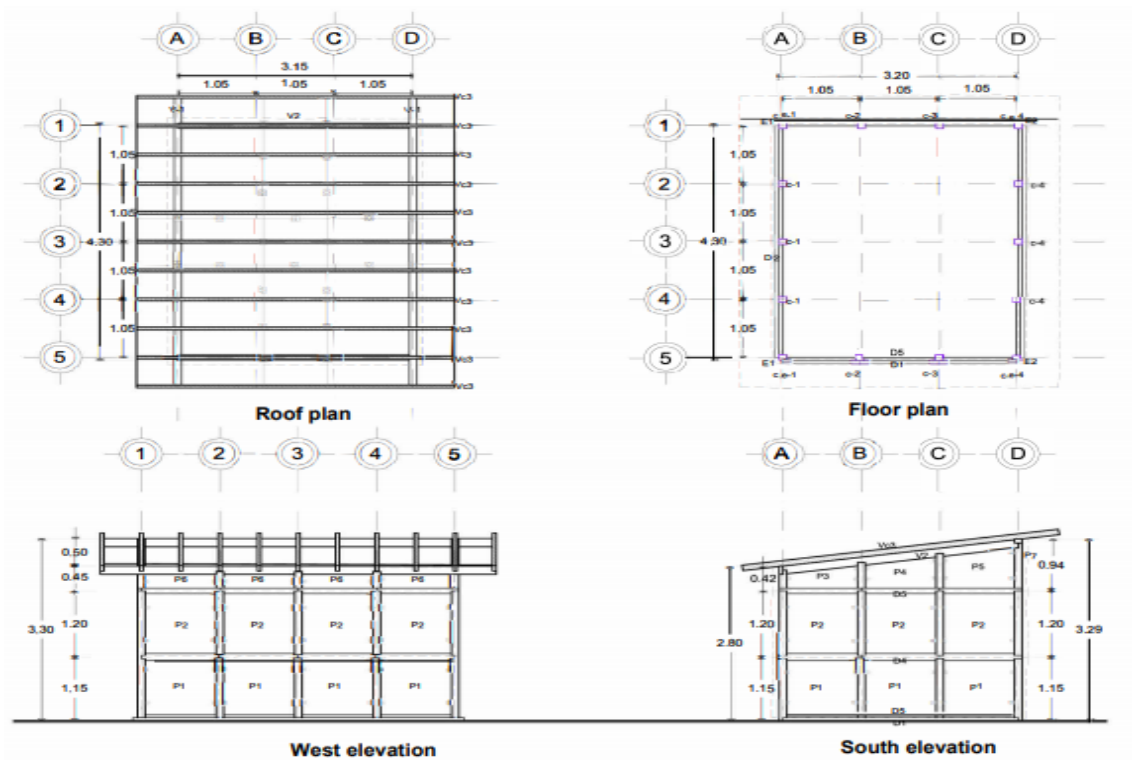 A B C D
3.15
1.05 1.05 1.05
Vc3
V2
1 Vc3
1.05
Vc3
2 Vc3
1.05
Vc3
3 4.30 Vc3
1.05
Vc3
4 Vc3
1.05
Vc3
5 Vc3
Vc3
Roof plan
A B C D
3.20
1.05 1.05 1.05
E1 c.e-1 c-2 c-3 c.e-4 E2
1
1.05
2 c-1 c-4
1.05
3 4.30 c-1 c-4
D2
1.05
4 c-1 c-4
1.05
D5
5 E1 D1 E2
c.e-1 c-2 c-3 c.e-4
Floor plan
1 2 3 4 5
0.50
0.45 P6 P6 P6 P6
1.20 P2 P2 P2 P2
3.30
1.15 P1 P1 P1 P1
West elevation
A B C D
Vc3
V2 P7
0.42 P3 P4 P5 0.94
D3
1.20 P2 P2 P2 1.20
2.80 3.29
D4
1.15 P1 P1 P1 1.15
D5
D1
South elevation